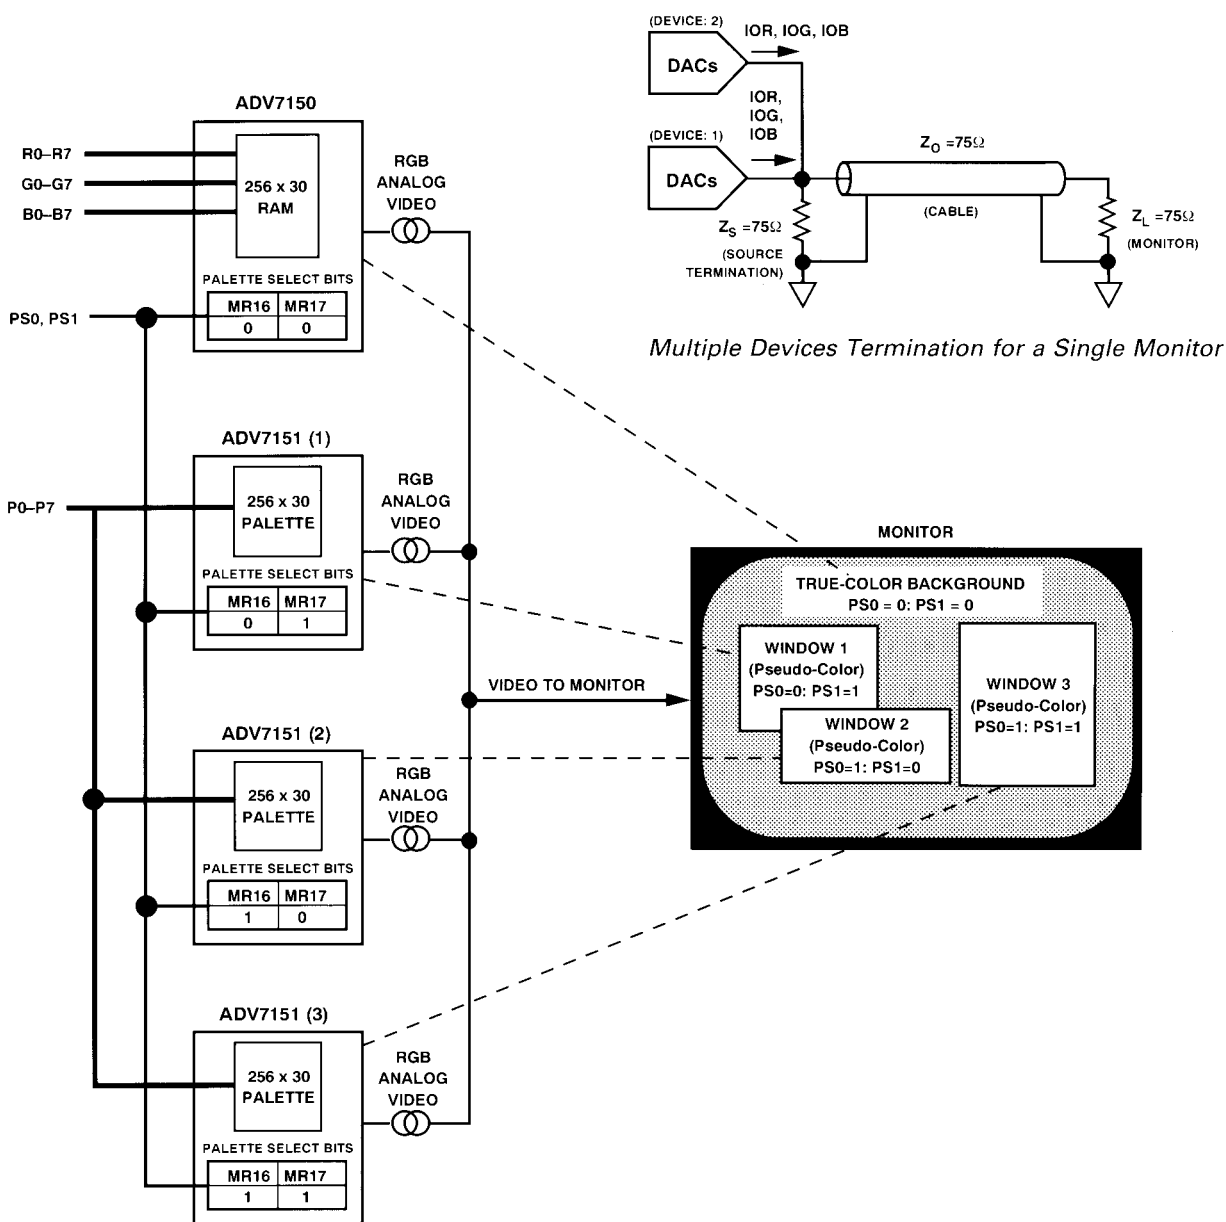 ADV7150
R0–R7
G0–G7
B0–B7
256 x 30
RAM
RGB
ANALOG
VIDEO
PALETTE SELECT BITS
PS0, PS1
MR16 MR17
0 0
ADV7151 (1)
P0–P7
256 x 30
PALETTE
RGB
ANALOG
VIDEO
PALETTE SELECT BITS
MR16 MR17
0 1
ADV7151 (2)
256 x 30
PALETTE
RGB
ANALOG
VIDEO
PALETTE SELECT BITS
MR16 MR17
1 0
ADV7151 (3)
256 x 30
PALETTE
RGB
ANALOG
VIDEO
PALETTE SELECT BITS
MR16 MR17
1 1
VIDEO TO MONITOR
(DEVICE: 2)
DACs
IOR, IOG, IOB
(DEVICE: 1)
DACs
IOR,
IOG,
IOB
Z_O =75Ω
(CABLE)
Z_S =75Ω
(SOURCE
TERMINATION)
Z_L =75Ω
(MONITOR)
Multiple Devices Termination for a Single Monitor
MONITOR
TRUE-COLOR BACKGROUND
PS0 = 0: PS1 = 0
WINDOW 1
(Pseudo-Color)
PS0=0: PS1=1
WINDOW 2
(Pseudo-Color)
PS0=1: PS1=0
WINDOW 3
(Pseudo-Color)
PS0=1: PS1=1